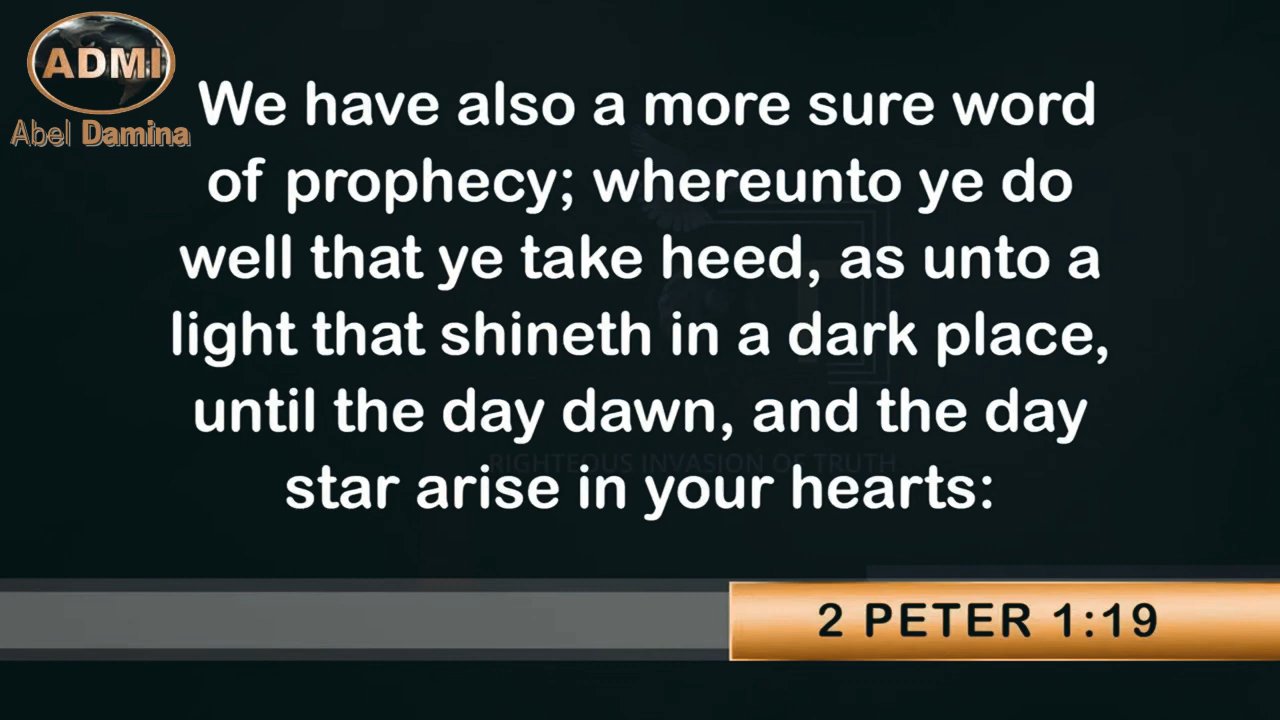 ADMI
Abel Damina
We have also a more sure word
of prophecy; whereunto ye do
well that ye take heed, as unto a
light that shineth in a dark place,
until the day dawn, and the day
RIGHTEOUS INVASION OF TRUTH
star arise in your hearts:
2 PETER 1:19